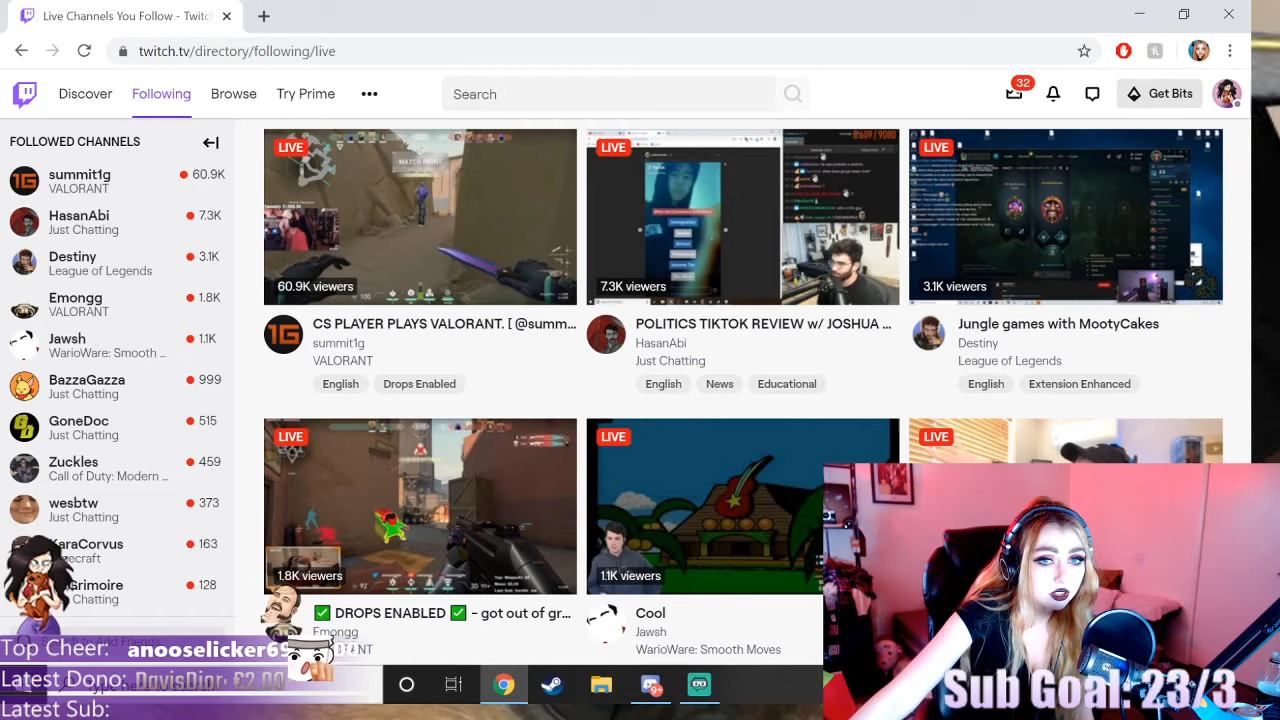 Live Channels You Follow - Twitch
twitch.tv/directory/following/live
Discover
Following
Browse
Try Prime
Search
32
Get Bits
FOLLOWED CHANNELS
summit1g
60.9K
VALORANT
HasanAbi
7.3K
Just Chatting
Destiny
3.1K
League of Legends
Emongg
1.8K
VALORANT
Jawsh
1.1K
WarioWare: Smooth ...
BazzaGazza
999
Just Chatting
GoneDoc
515
Just Chatting
Zuckles
459
Call of Duty: Modern ...
wesbtw
373
Just Chatting
KaraCorvus
163
Grimoire
128
Chatting
LIVE
MATCH POINT
60.9K viewers
CS PLAYER PLAYS VALORANT. [ @summ...
summit1g
VALORANT
English
Drops Enabled
LIVE
7.3K viewers
POLITICS TIKTOK REVIEW w/ JOSHUA ...
HasanAbi
Just Chatting
English
News
Educational
LIVE
3.1K viewers
Jungle games with MootyCakes
Destiny
League of Legends
English
Extension Enhanced
LIVE
1.8K viewers
✅ DROPS ENABLED ✅ - got out of gr...
Emongg
LIVE
1.1K viewers
Cool
Jawsh
WarioWare: Smooth Moves
LIVE
Top Cheer: anooselicker69
Latest Dono:
Latest Sub:
Sub Goal: 23/3